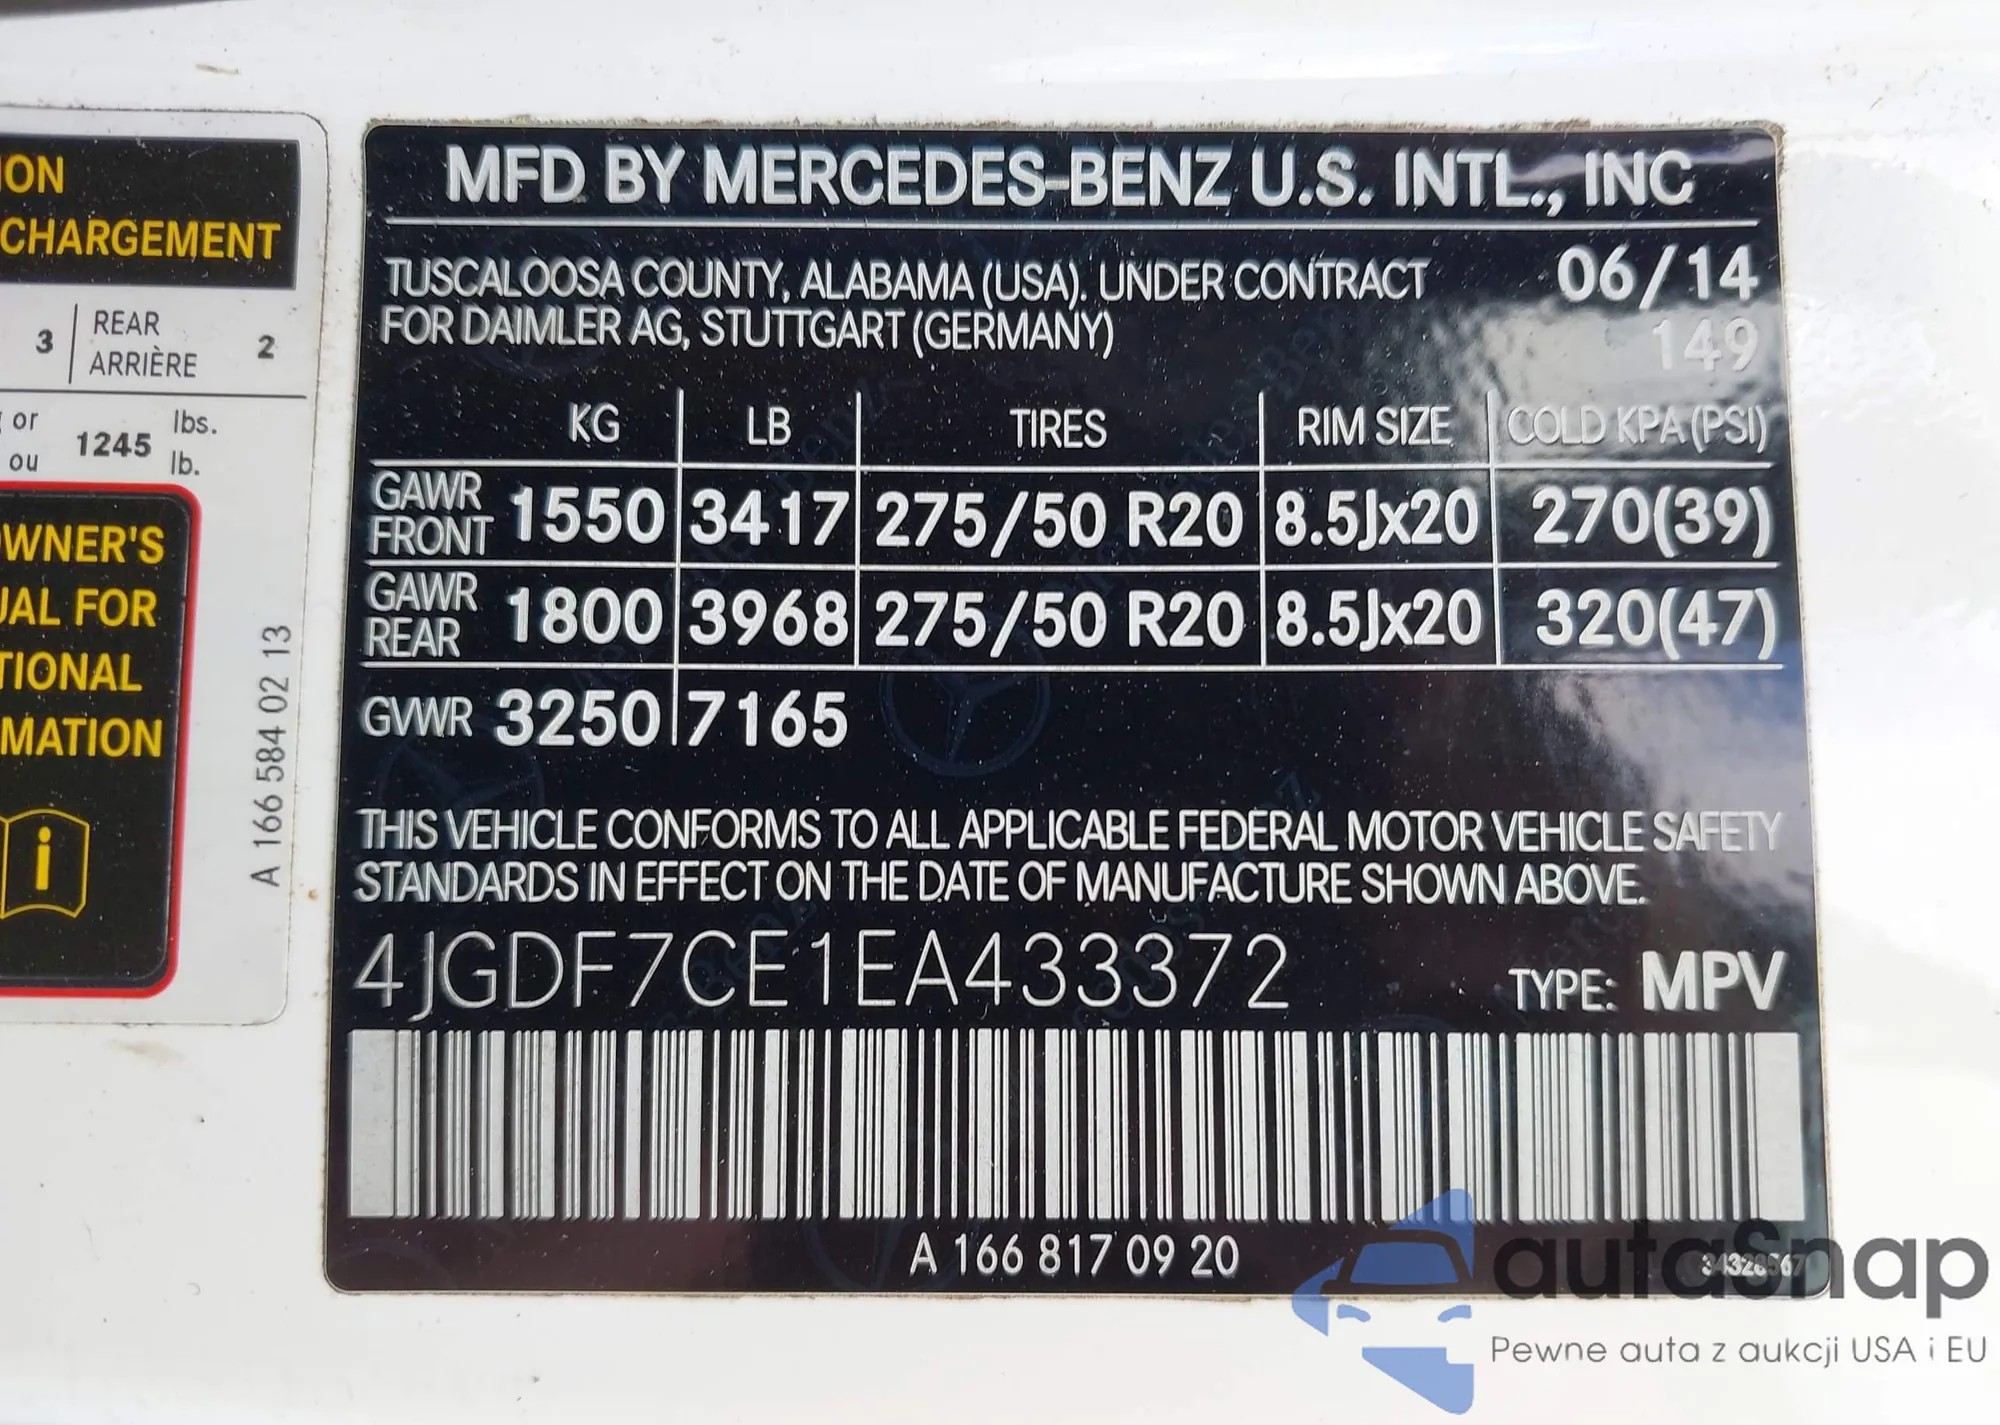 ION
CHARGEMENT
3 REAR 2
ARRIÈRE
or 1245 lbs.
ou lb.
OWNER'S
UAL FOR
TIONAL
MATION
i
A 166 584 02 13
MFD BY MERCEDES-BENZ U.S. INTL., INC
TUSCALOOSA COUNTY, ALABAMA (USA). UNDER CONTRACT 06/14
FOR DAIMLER AG, STUTTGART (GERMANY) 149
KG LB TIRES RIM SIZE COLD KPA (PSI)
GAWR FRONT 1550 3417 275/50 R20 8.5Jx20 270(39)
GAWR REAR 1800 3968 275/50 R20 8.5Jx20 320(47)
GVWR 3250 7165
THIS VEHICLE CONFORMS TO ALL APPLICABLE FEDERAL MOTOR VEHICLE SAFETY
STANDARDS IN EFFECT ON THE DATE OF MANUFACTURE SHOWN ABOVE.
4JGDF7CE1EA433372 TYPE: MPV
A 166 817 09 20
autaSnap
Pewne auta z aukcji USA i EU